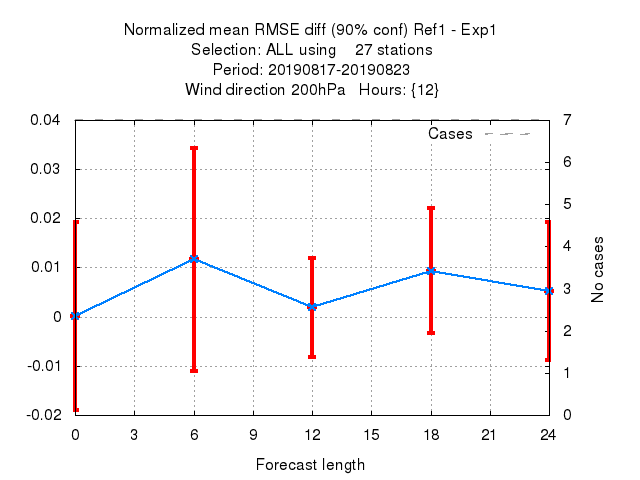 Normalized mean RMSE diff (90% conf) Ref1 - Exp1
Selection: ALL using    27 stations
Period: 20190817-20190823
Wind direction 200hPa   Hours: {12}
Cases
0.04
0.03
0.02
0.01
0
-0.01
-0.02
7
6
5
4
3
2
1
0
No cases
0 3 6 9 12 15 18 21 24
Forecast length